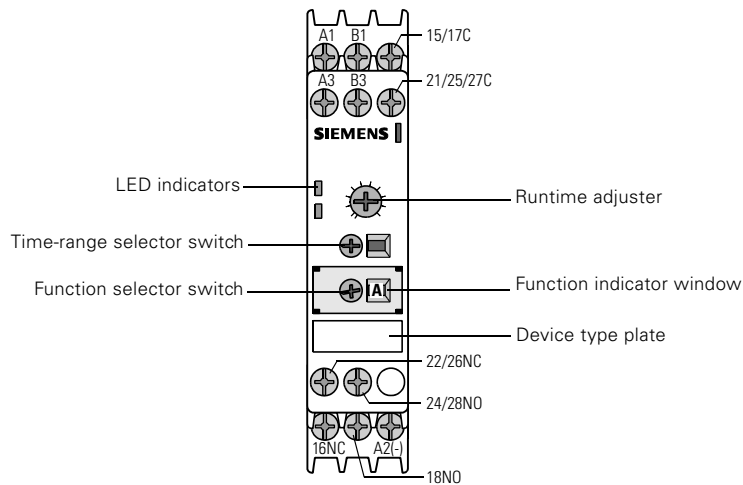 A1 B1 15/17C
A3 B3 21/25/27C
SIEMENS
LED indicators
Runtime adjuster
Time-range selector switch
Function selector switch
A
Function indicator window
Device type plate
22/26NC
24/28NO
16NC A2(-)
18NO